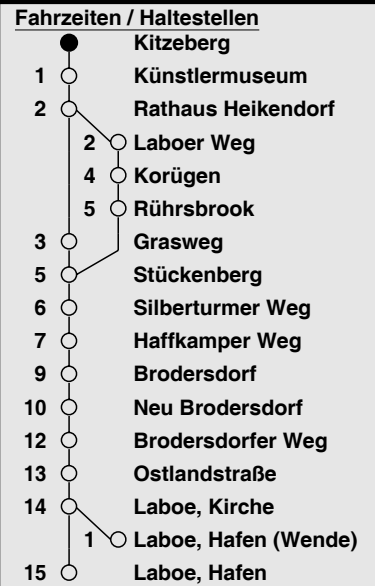 Fahrzeiten / Haltestellen
Kitzeberg
1 Künstlermuseum
2 Rathaus Heikendorf
2 Laboer Weg
4 Korügen
5 Rührsbrook
3 Grasweg
5 Stückenberg
6 Silberturmer Weg
7 Haffkamper Weg
9 Brodersdorf
10 Neu Brodersdorf
12 Brodersdorfer Weg
13 Ostlandstraße
14 Laboe, Kirche
1 Laboe, Hafen (Wende)
15 Laboe, Hafen